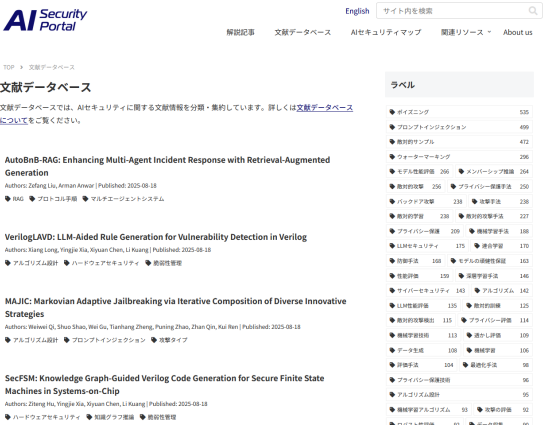 AI Security Portal
English
サイト内を検索
解説記事 文献データベース AIセキュリティマップ 関連リソース About us
TOP 文献データベース
文献データベース
文献データベースでは、AIセキュリティに関する文献情報を分類・集約しています。詳しくは文献データベース
についてをご覧ください。
AutoBnB-RAG: Enhancing Multi-Agent Incident Response with Retrieval-Augmented
Generation
Authors: Zefang Liu, Arman Anwar | Published: 2025-08-18
RAG プロトコル手順 マルチエージェントシステム
VerilogLAVD: LLM-Aided Rule Generation for Vulnerability Detection in Verilog
Authors: Xiang Long, Yingjie Xia, Xiyuan Chen, Li Kuang | Published: 2025-08-18
アルゴリズム設計 ハードウェアセキュリティ 脆弱性管理
MAJIC: Markovian Adaptive Jailbreaking via Iterative Composition of Diverse Innovative
Strategies
Authors: Weiwei Qi, Shuo Shao, Wei Gu, Tianhang Zheng, Puning Zhao, Zhan Qin, Kui Ren | Published: 2025-08-18
アルゴリズム設計 プロンプトインジェクション 攻撃タイプ
SecFSM: Knowledge Graph-Guided Verilog Code Generation for Secure Finite State
Machines in Systems-on-Chip
Authors: Ziteng Hu, Yingjie Xia, Xiyuan Chen, Li Kuang | Published: 2025-08-18
ハードウェアセキュリティ 知識グラフ推論 脆弱性管理
ラベル
ポイズニング 535
プロンプトインジェクション 499
敵対的サンプル 472
ウォーターマーキング 296
モデル性能評価 266 メンバーシップ推論 264
敵対的攻撃 256 プライバシー保護手法 250
バックドア攻撃 238 攻撃手法 238
敵対的学習 238 敵対的攻撃手法 227
プライバシー保護 209 機械学習手法 188
LLMセキュリティ 175 連合学習 170
防御手法 168 モデルの頑健性保証 163
性能評価 159 深層学習手法 146
サイバーセキュリティ 143 アルゴリズム 142
LLM性能評価 135 敵対的訓練 125
敵対的攻撃検出 115 プライバシー評価 114
機械学習技術 113 透かし評価 109
データ生成 108 機械学習 106
評価手法 104 最適化手法 98
プライバシー保護技術 96
アルゴリズム設計 95
機械学習アルゴリズム 93 攻撃の評価 92